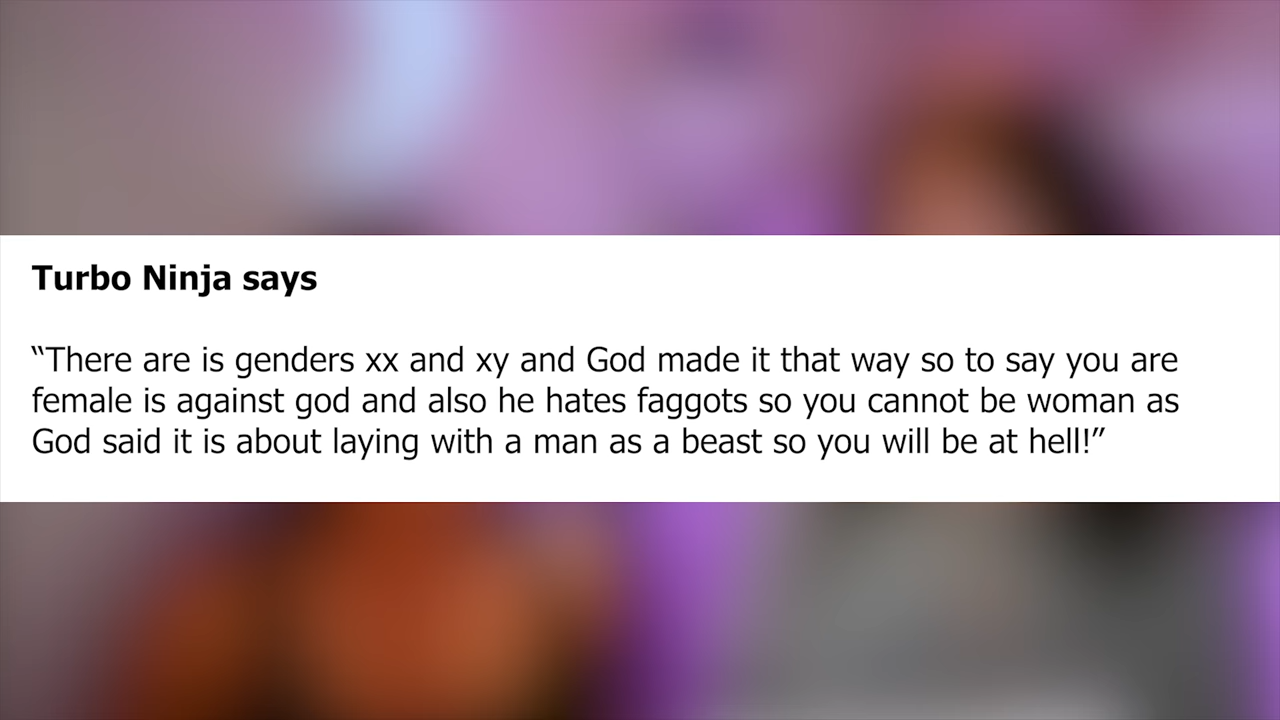 Turbo Ninja says
“There are is genders xx and xy and God made it that way so to say you are
female is against god and also he hates faggots so you cannot be woman as
God said it is about laying with a man as a beast so you will be at hell!”